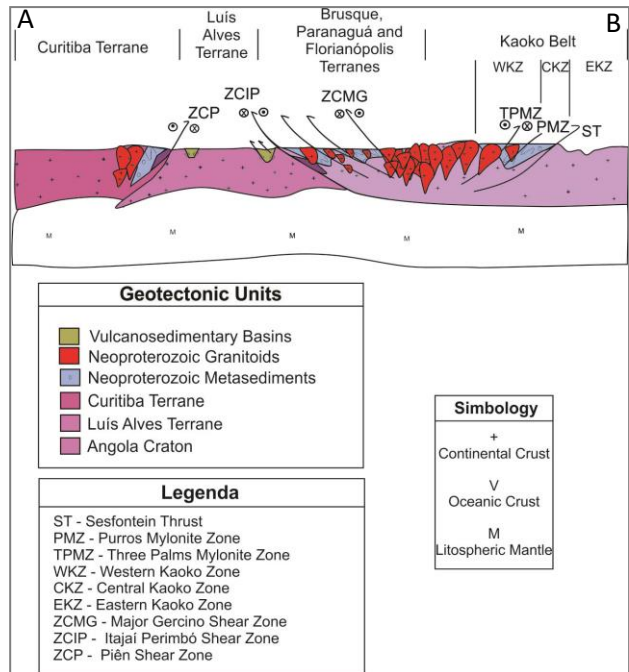 A
B
Curitiba Terrane
Luís
Alves
Terrane
Brusque,
Paranaguá and
Florianópolis
Terranes
Kaoko Belt
WKZ
CKZ
EKZ
ZCP
ZCIP
ZCMG
TPMZ
PMZ
ST
M
M
M
M
M
Geotectonic Units
Vulcanosedimentary Basins
Neoproterozoic Granitoids
Neoproterozoic Metasediments
Curitiba Terrane
Luís Alves Terrane
Angola Craton
Simbology
+
Continental Crust
V
Oceanic Crust
M
Litospheric Mantle
Legenda
ST - Sesfontein Thrust
PMZ - Purros Mylonite Zone
TPMZ - Three Palms Mylonite Zone
WKZ - Western Kaoko Zone
CKZ - Central Kaoko Zone
EKZ - Eastern Kaoko Zone
ZCMG - Major Gercino Shear Zone
ZCIP - Itajaí Perimbó Shear Zone
ZCP - Piên Shear Zone